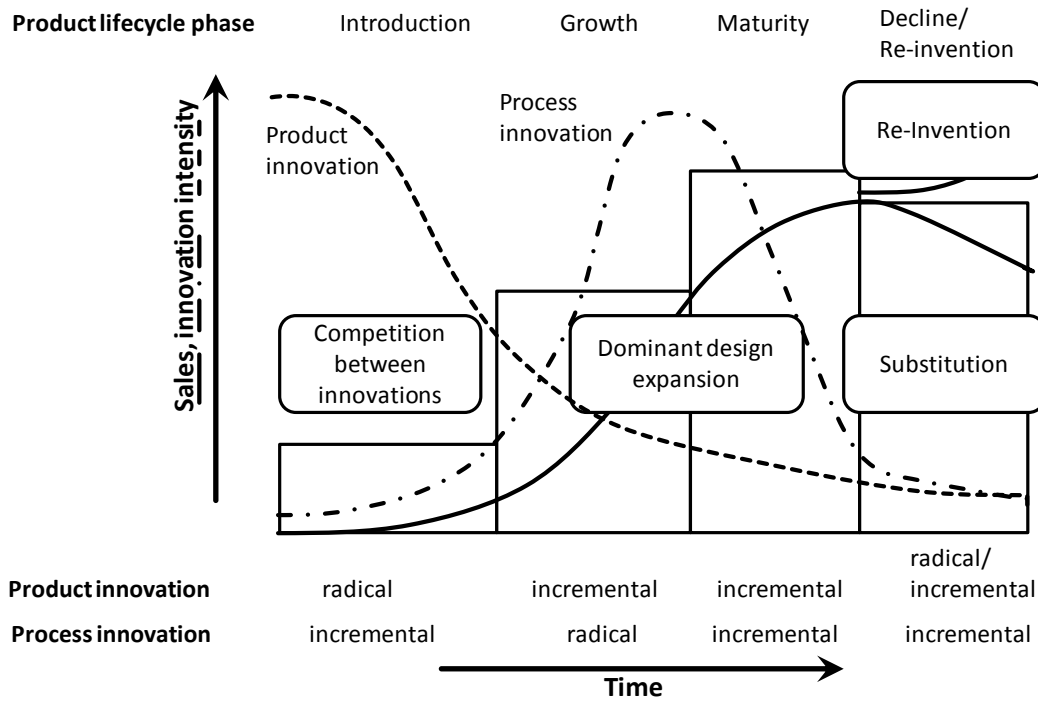 Product lifecycle phase Introduction Growth Maturity Decline/
Re-invention
Sales, innovation intensity
Product
innovation
Process
innovation
Re-Invention
Competition
between
innovations
Dominant design
expansion
Substitution
Product innovation radical incremental incremental radical/
incremental
Process innovation incremental radical incremental incremental
Time